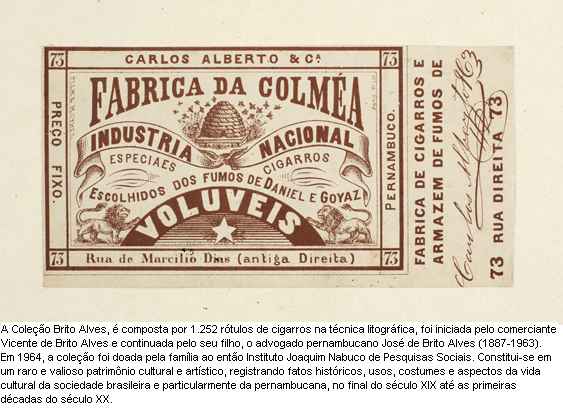 73 CARLOS ALBERTO & Cª 73
FABRICA DA COLMÉA
INDUSTRIA NACIONAL
ESPECIAES CIGARROS
ESCOLHIDOS DOS FUMOS DE DANIEL E GOYAZ
VOLUVEIS
73 Rua de Marcilio Dias (antiga Direita) 73
PREÇO FIXO.
PERNAMBUCO.
FABRICA DE CIGARROS E
ARMAZEM DE FUMOS DE
73 RUA DIREITA 73
A Coleção Brito Alves, é composta por 1.252 rótulos de cigarros na técnica litográfica, foi iniciada pelo comerciante
Vicente de Brito Alves e continuada pelo seu filho, o advogado pernambucano José de Brito Alves (1887-1963).
Em 1964, a coleção foi doada pela família ao então Instituto Joaquim Nabuco de Pesquisas Sociais. Constitui-se em
um raro e valioso patrimônio cultural e artístico, registrando fatos históricos, usos, costumes e aspectos da vida
cultural da sociedade brasileira e particularmente da pernambucana, no final do século XIX até as primeiras
décadas do século XX.